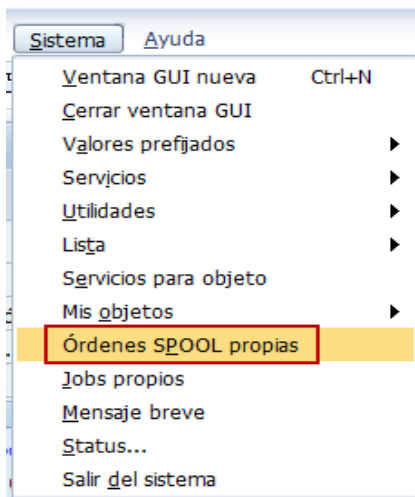 Sistema Ayuda
Ventana GUI nueva Ctrl+N
Cerrar ventana GUI
Valores prefijados
Servicios
Utilidades
Lista
Servicios para objeto
Mis objetos
Órdenes SPOOL propias
Jobs propios
Mensaje breve
Status...
Salir del sistema